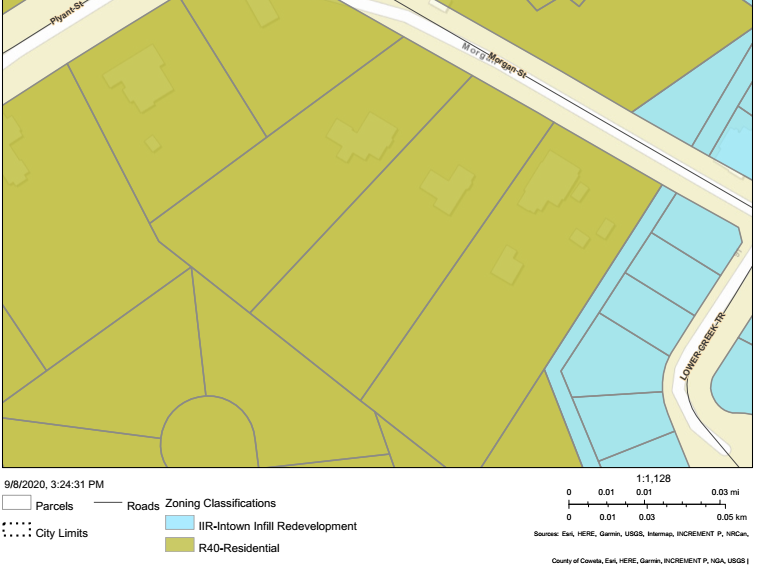 Plyant-St
Morgan
Morgan-St
St
LOWER-CREEK-TR
9/8/2020, 3:24:31 PM
Parcels
Roads
City Limits
Zoning Classifications
IIR-Intown Infill Redevelopment
R40-Residential
1:1,128
0 0.01 0.01 0.03 mi
0 0.01 0.03 0.05 km
Sources: Esri, HERE, Garmin, USGS, Intermap, INCREMENT P, NRCan,
County of Coweta, Esri, HERE, Garmin, INCREMENT P, NGA, USGS |